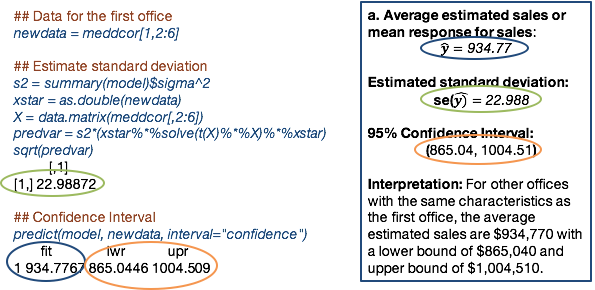 ## Data for the first office
newdata = meddcor[1,2:6]
## Estimate standard deviation
s2 = summary(model)$sigma^2
xstar = as.double(newdata)
X = data.matrix(meddcor[,2:6])
predvar = s2*(xstar%*%solve(t(X)%*%X)%*%xstar)
sqrt(predvar)
[,1]
[1,] 22.98872
## Confidence Interval
predict(model, newdata, interval="confidence")
fit lwr upr
1 934.7767 865.0446 1004.509
a. Average estimated sales or
mean response for sales:
ŷ = 934.77
Estimated standard deviation:
se(ŷ) = 22.988
95% Confidence Interval:
(865.04, 1004.51)
Interpretation: For other offices
with the same characteristics as
the first office, the average
estimated sales are $934,770 with
a lower bound of $865,040 and
upper bound of $1,004,510.